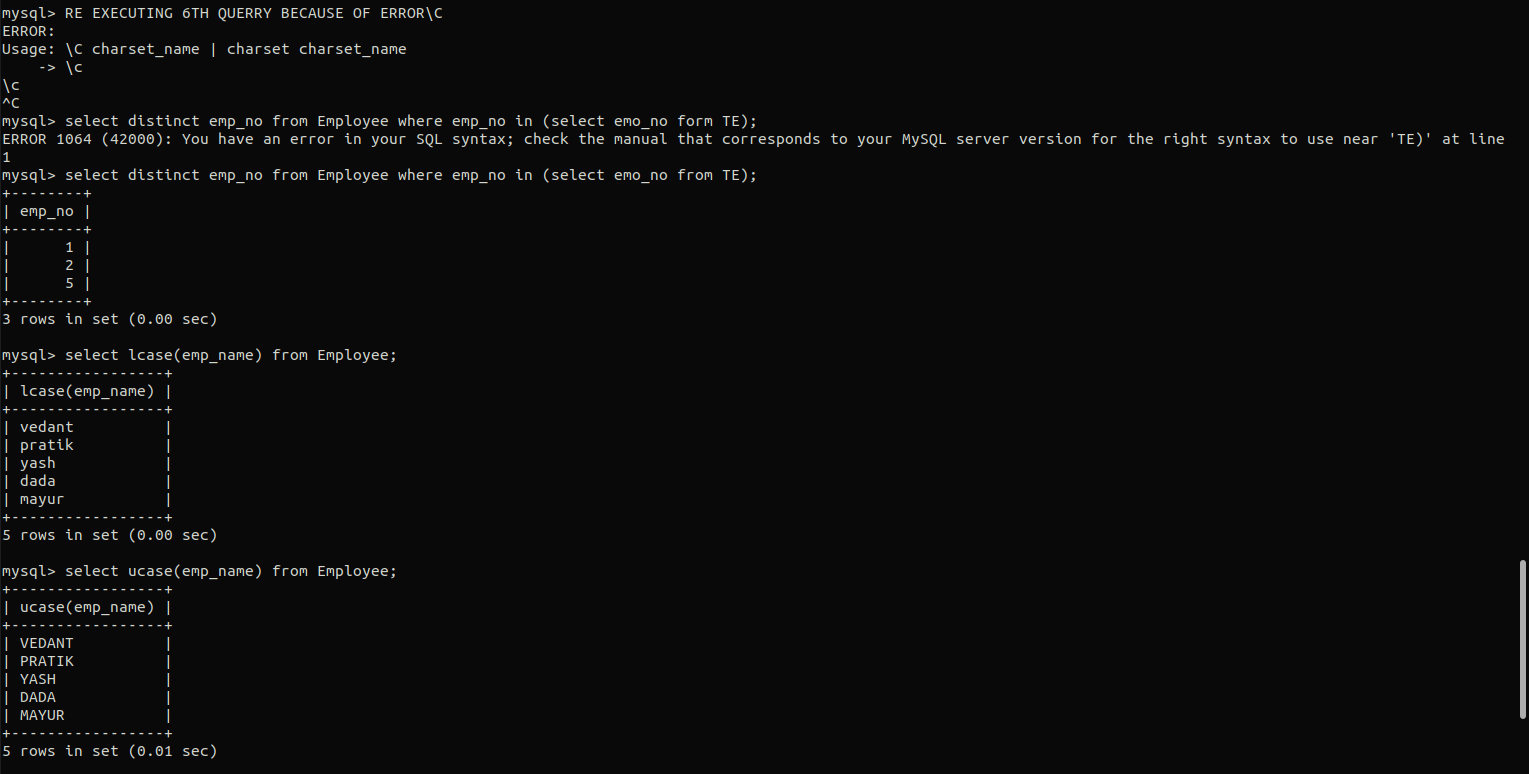 mysql> RE EXECUTING 6TH QUERRY BECAUSE OF ERROR\C
ERROR:
Usage: \C charset_name | charset charset_name
    -> \c
\c
^C
mysql> select distinct emp_no from Employee where emp_no in (select emo_no form TE);
ERROR 1064 (42000): You have an error in your SQL syntax; check the manual that corresponds to your MySQL server version for the right syntax to use near 'TE)' at line
1
mysql> select distinct emp_no from Employee where emp_no in (select emo_no from TE);
+--------+
| emp_no |
+--------+
|      1 |
|      2 |
|      5 |
+--------+
3 rows in set (0.00 sec)

mysql> select lcase(emp_name) from Employee;
+-----------------+
| lcase(emp_name) |
+-----------------+
| vedant          |
| pratik          |
| yash            |
| dada            |
| mayur           |
+-----------------+
5 rows in set (0.00 sec)

mysql> select ucase(emp_name) from Employee;
+-----------------+
| ucase(emp_name) |
+-----------------+
| VEDANT          |
| PRATIK          |
| YASH            |
| DADA            |
| MAYUR           |
+-----------------+
5 rows in set (0.01 sec)